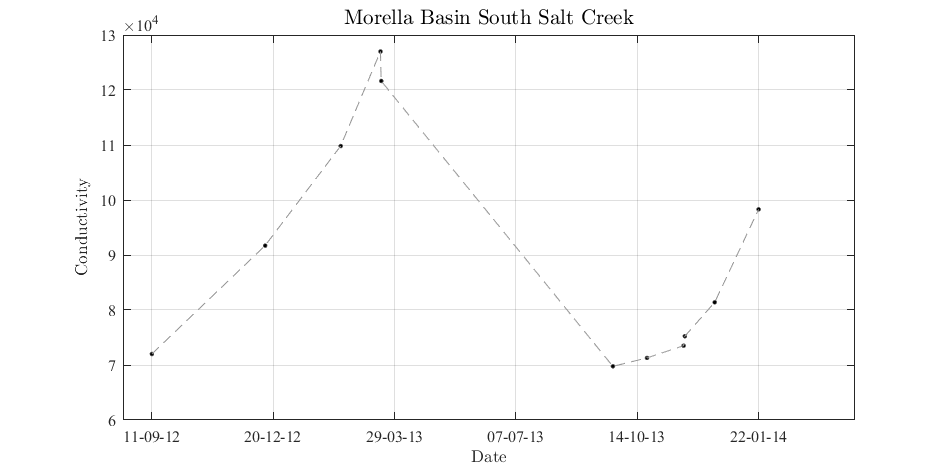 Morella Basin South Salt Creek
×10⁴
13
12
11
10
9
8
7
6
Conductivity
11-09-12 20-12-12 29-03-13 07-07-13 14-10-13 22-01-14
Date